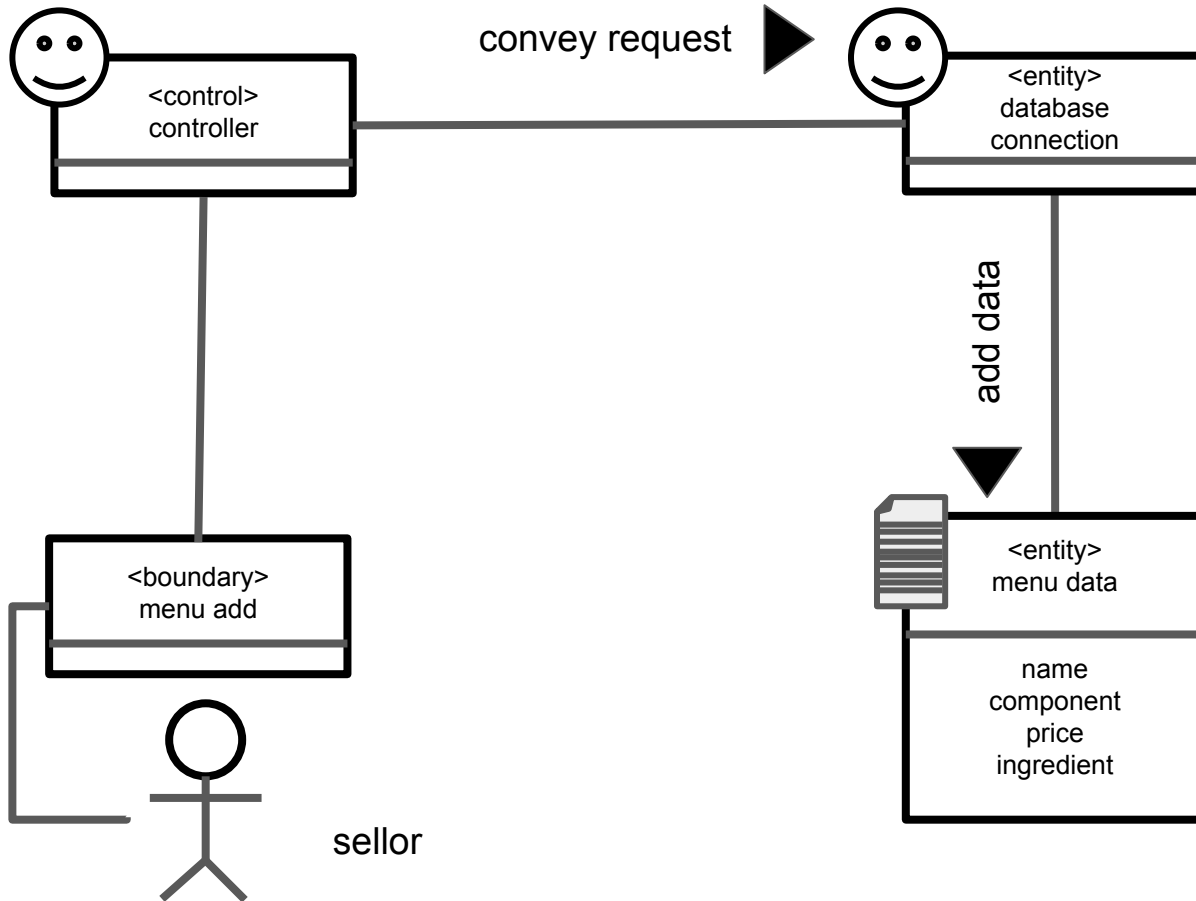 convey request
<control>
controller
<entity>
database
connection
add data
<boundary>
menu add
<entity>
menu data
name
component
price
ingredient
sellor